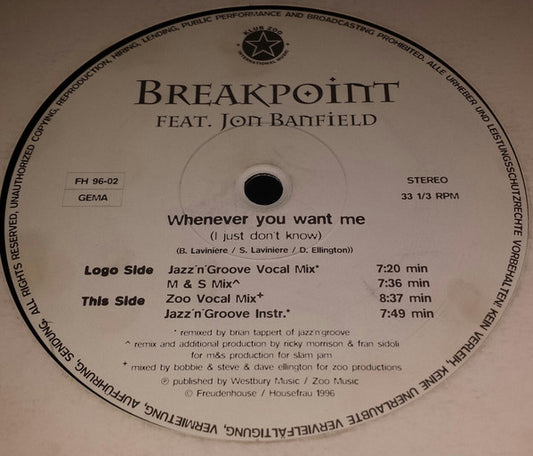 KLUB ZOO
INTERNATIONAL MUSIC
BREAKPOINT
FEAT. JON BANFIELD
FH 96-02
GEMA
STEREO
33 1/3 RPM
Whenever you want me
(I just don't know)
(B. Laviniere / S. Laviniere / D. Ellington))
Logo Side Jazz'n'Groove Vocal Mix* 7:20 min
M & S Mix^ 7:36 min
This Side Zoo Vocal Mix+ 8:37 min
Jazz'n'Groove Instr.* 7:49 min
* remixed by brian tappert of jazz'n'groove
^ remix and additional production by ricky morrison & fran sidoli
for m&s production for slam jam
+ mixed by bobbie & steve & dave ellington for zoo productions
℗ published by Westbury Music / Zoo Music
© Freudenhouse / Housefrau 1996
ALL RIGHTS RESERVED, UNAUTHORIZED COPYING, REPRODUCTION, HIRING, LENDING, PUBLIC PERFORMANCE AND BROADCASTING PROHIBITED. ALLE URHEBER UND LEISTUNGSSCHUTZRECHTE VORBEHALTEN. KEIN VERLEIH, KEINE UNERLAUBTE VERVIELFÄLTIGUNG, VERMIETUNG, AUFFÜHRUNG, SENDUNG,